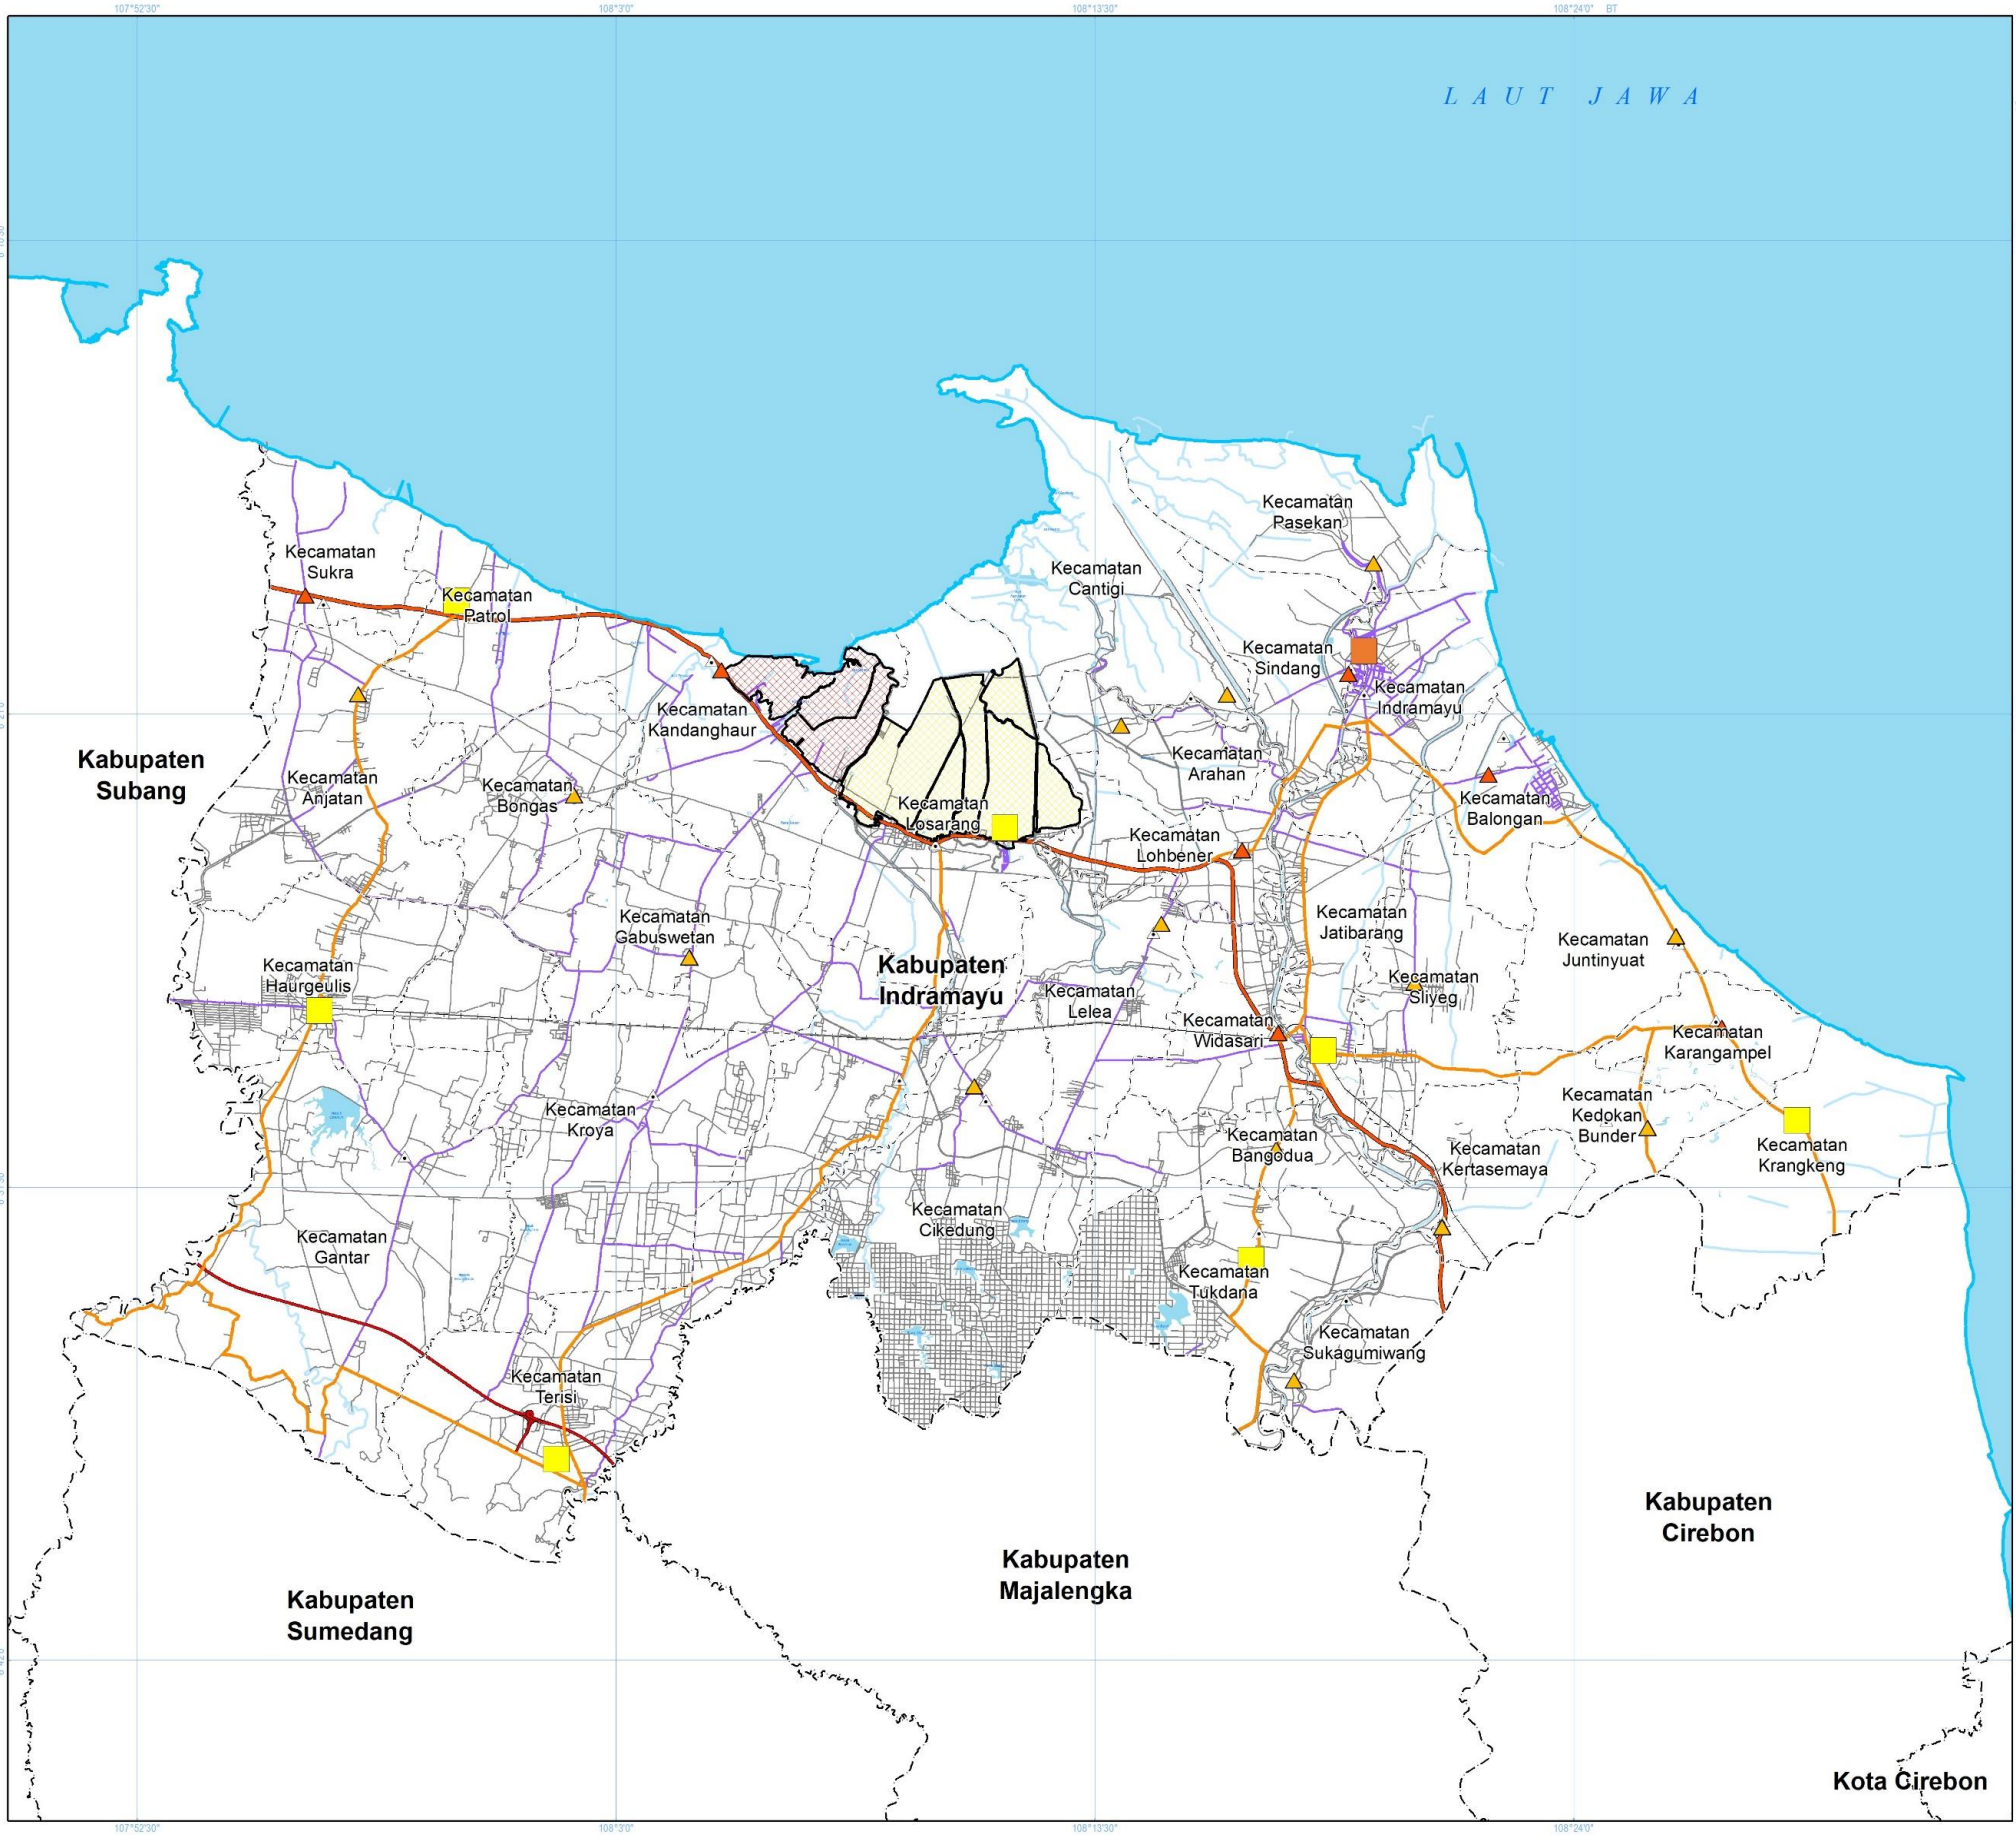 107°52'30"
108°3'0"
108°13'30"
108°24'0" BT
LAUT JAWA
Kecamatan
Pasekan
Kecamatan
Sukra
Kecamatan
Cantigi
Kecamatan
Patrol
Kecamatan
Sindang
Kecamatan
Indramayu
Kecamatan
Kandanghaur
Kabupaten
Subang
Kecamatan
Arahan
Kecamatan
Anjatan
Kecamatan
Bongas
Kecamatan
Balongan
Kecamatan
Losarang
Kecamatan
Lohbener
Kecamatan
Jatibarang
Kecamatan
Gabuswetan
Kecamatan
Juntinyuat
Kabupaten
Indramayu
Kecamatan
Haurgeulis
Kecamatan
Sliyeg
Kecamatan
Lelea
Kecamatan
Widasari
Kecamatan
Karangampel
Kecamatan
Kedokan
Bunder
Kecamatan
Kroya
Kecamatan
Bangodua
Kecamatan
Kertasemaya
Kecamatan
Krangkeng
Kecamatan
Cikedung
Kecamatan
Gantar
Kecamatan
Tukdana
Kecamatan
Sukagumiwang
Kecamatan
Terisi
Kabupaten
Cirebon
Kabupaten
Majalengka
Kabupaten
Sumedang
Kota Cirebon
107°52'30"
108°3'0"
108°13'30"
108°24'0"